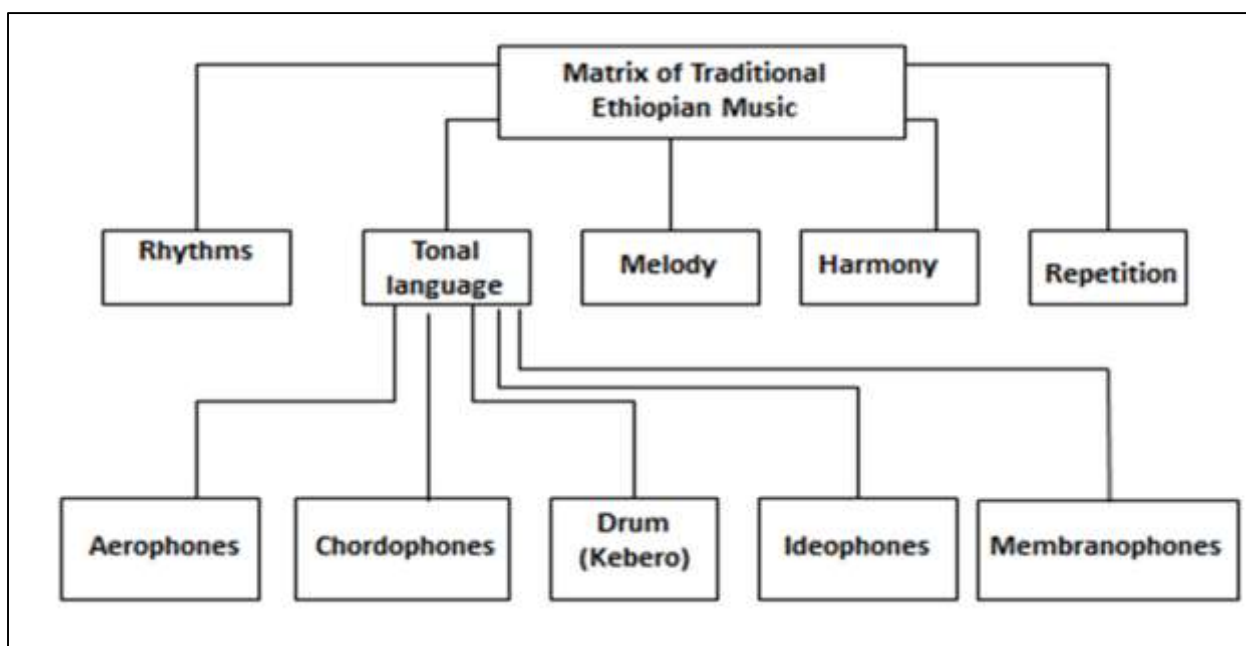 Matrix of Traditional
Ethiopian Music
Rhythms
Tonal
language
Melody
Harmony
Repetition
Aerophones
Chordophones
Drum
(Kebero)
Ideophones
Membranophones